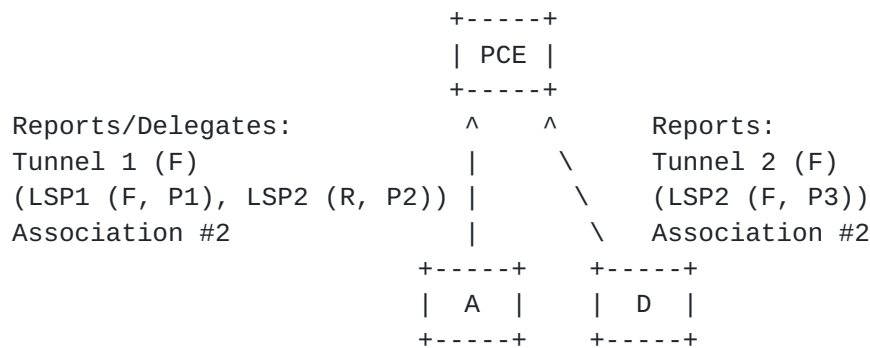 +-----+
                             | PCE |
                             +-----+
Reports/Delegates:            ^    ^      Reports:
Tunnel 1 (F)                  |     \     Tunnel 2 (F)
(LSP1 (F, P1), LSP2 (R, P2))  |      \    (LSP2 (F, P3))
Association #2                |       \   Association #2
                           +-----+    +-----+
                           |  A  |    |  D  |
                           +-----+    +-----+